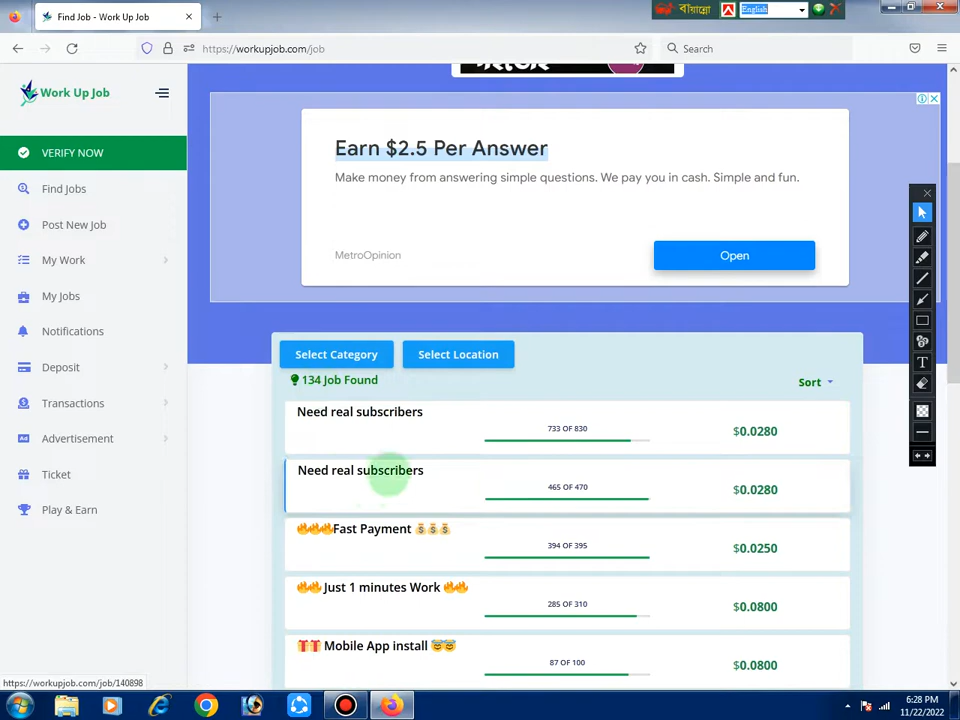 Find Job - Work Up Job
বাংলা
English
https://workupjob.com/job
Search
Work Up Job
VERIFY NOW
Find Jobs
Post New Job
My Work
My Jobs
Notifications
Deposit
Transactions
Advertisement
Ticket
Play & Earn
Earn $2.5 Per Answer
Make money from answering simple questions. We pay you in cash. Simple and fun.
MetroOpinion
Open
Select Category
Select Location
134 Job Found
Sort
Need real subscribers
733 OF 830
$0.0280
Need real subscribers
465 OF 470
$0.0280
🔥🔥🔥Fast Payment 💰💰💰
394 OF 395
$0.0250
🔥🔥 Just 1 minutes Work 🔥🔥
285 OF 310
$0.0800
🎁🎁 Mobile App install 😇😇
87 OF 100
$0.0800
T
https://workupjob.com/job/140898
6:28 PM
11/22/2022